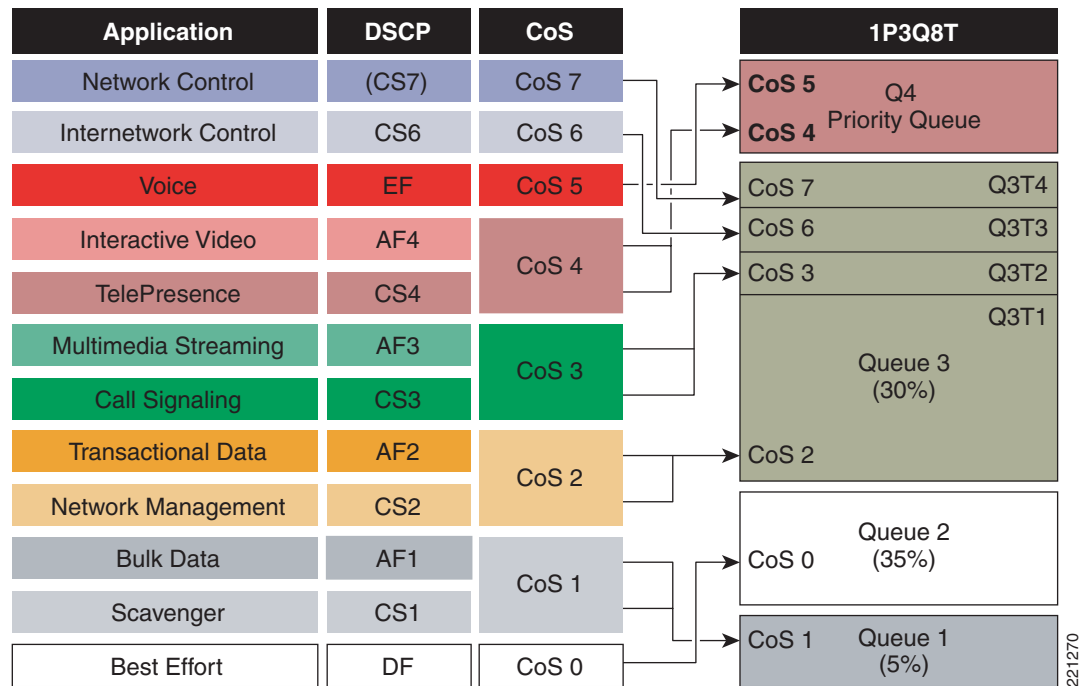 Application DSCP CoS 1P3Q8T
Network Control (CS7) CoS 7
Internetwork Control CS6 CoS 6
Voice EF CoS 5
Interactive Video AF4
CoS 4
TelePresence CS4
Multimedia Streaming AF3
CoS 3
Call Signaling CS3
Transactional Data AF2
CoS 2
Network Management CS2
Bulk Data AF1
CoS 1
Scavenger CS1
Best Effort DF CoS 0
CoS 5
Q4
Priority Queue
CoS 4
CoS 7 Q3T4
CoS 6 Q3T3
CoS 3 Q3T2
Q3T1
Queue 3
(30%)
CoS 2
Queue 2
(35%)
CoS 0
CoS 1 Queue 1
(5%)
221270